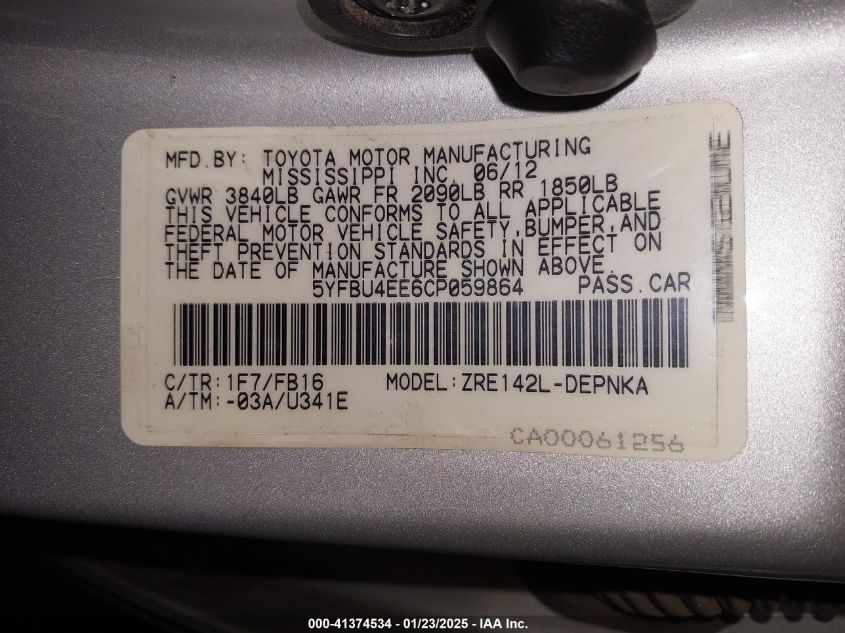 MFD.BY: TOYOTA MOTOR MANUFACTURING
MISSISSIPPI INC. 06/12
GVWR 3840LB GAWR FR 2090LB RR 1850LB
THIS VEHICLE CONFORMS TO ALL APPLICABLE
FEDERAL MOTOR VEHICLE SAFETY,BUMPER,AND
THEFT PREVENTION STANDARDS IN EFFECT ON
THE DATE OF MANUFACTURE SHOWN ABOVE.
5YFBU4EE6CP059864 PASS.CAR
C/TR:1F7/FB16 MODEL:ZRE142L-DEPNKA
A/TM:-03A/U341E
CA00061256
000-41374534 - 01/23/2025 - IAA Inc.